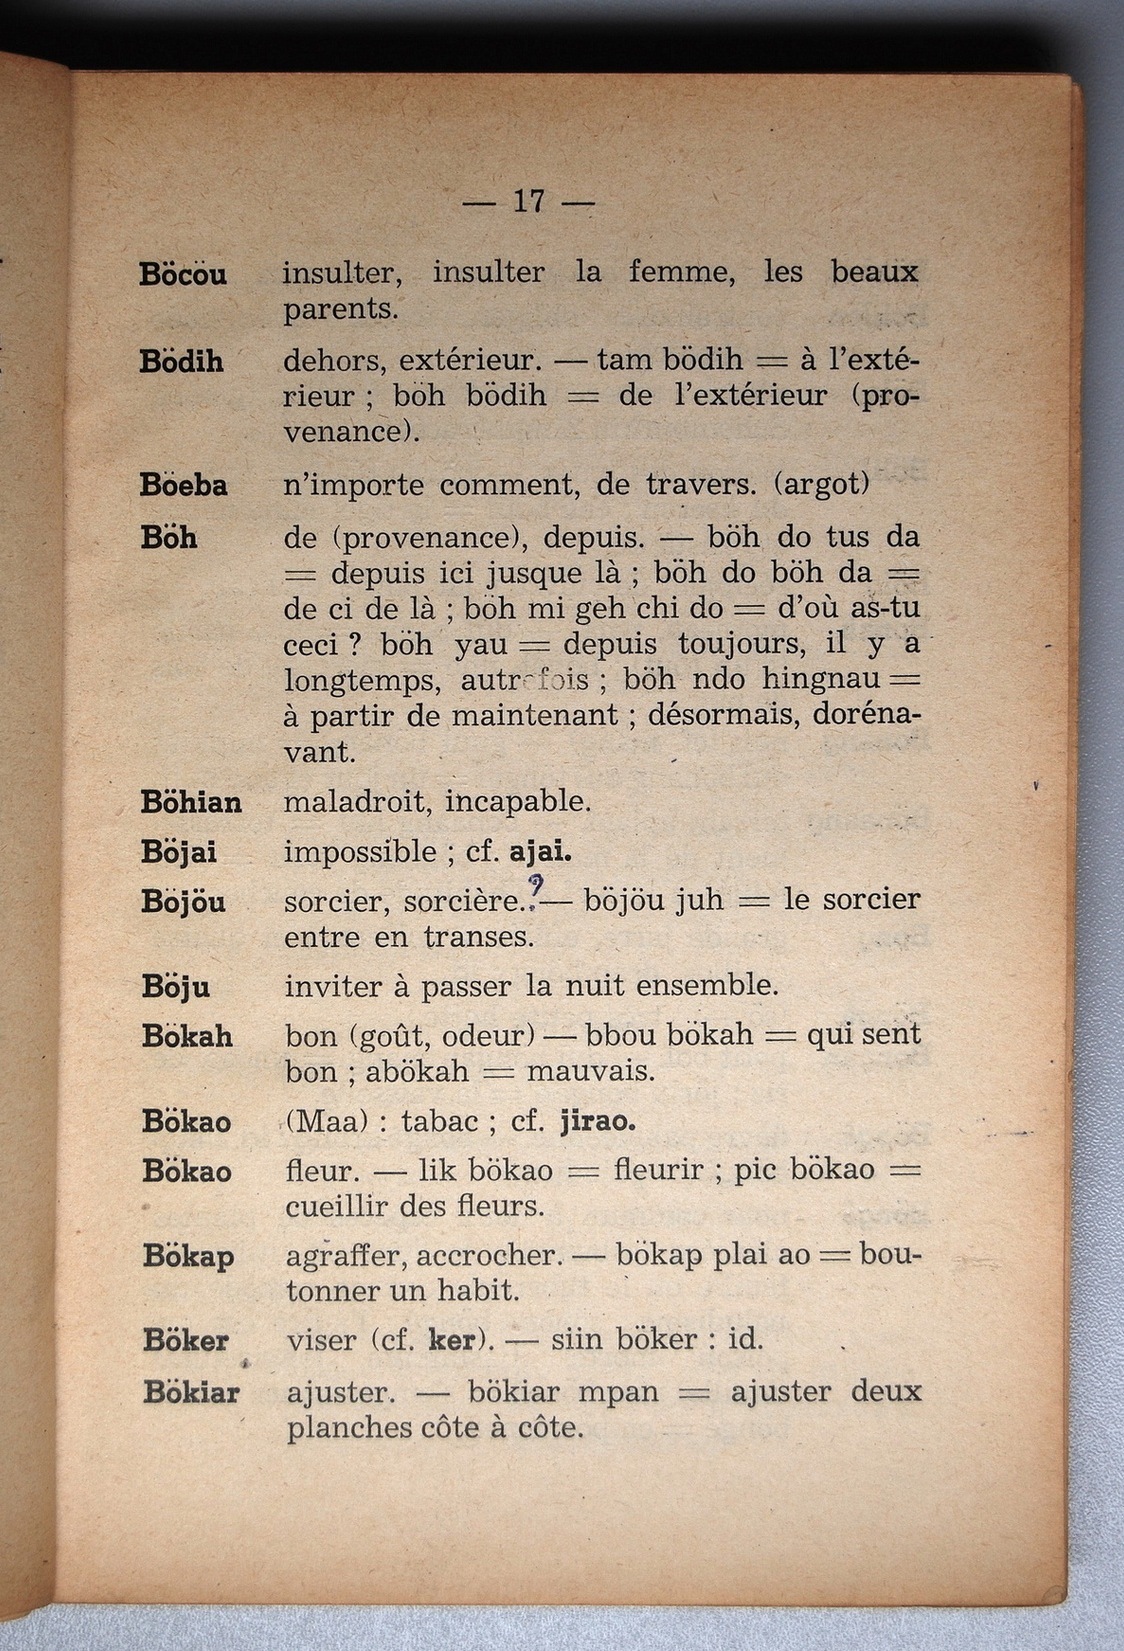 — 17 —
Böcöu insulter, insulter la femme, les beaux
parents.
Bödih dehors, extérieur. — tam bödih = à l'exté-
rieur ; böh bödih = de l'extérieur (pro-
venance).
Böeba n'importe comment, de travers. (argot)
Böh de (provenance), depuis. — böh do tus da
= depuis ici jusque là ; böh do böh da =
de ci de là ; böh mi geh chi do = d'où as-tu
ceci ? böh yau = depuis toujours, il y a
longtemps, autrefois ; böh ndo hingnau =
à partir de maintenant ; désormais, doréna-
vant.
Böhian maladroit, incapable.
Böjai impossible ; cf. ajai.
Böjöu sorcier, sorcière..?— böjöu juh = le sorcier
entre en transes.
Böju inviter à passer la nuit ensemble.
Bökah bon (goût, odeur) — bbou bökah = qui sent
bon ; abökah = mauvais.
Bökao (Maa) : tabac ; cf. jirao.
Bökao fleur. — lik bökao = fleurir ; pic bökao =
cueillir des fleurs.
Bökap agraffer, accrocher. — bökap plai ao = bou-
tonner un habit.
Böker viser (cf. ker). — siin böker : id.
Bökiar ajuster. — bökiar mpan = ajuster deux
planches côte à côte.